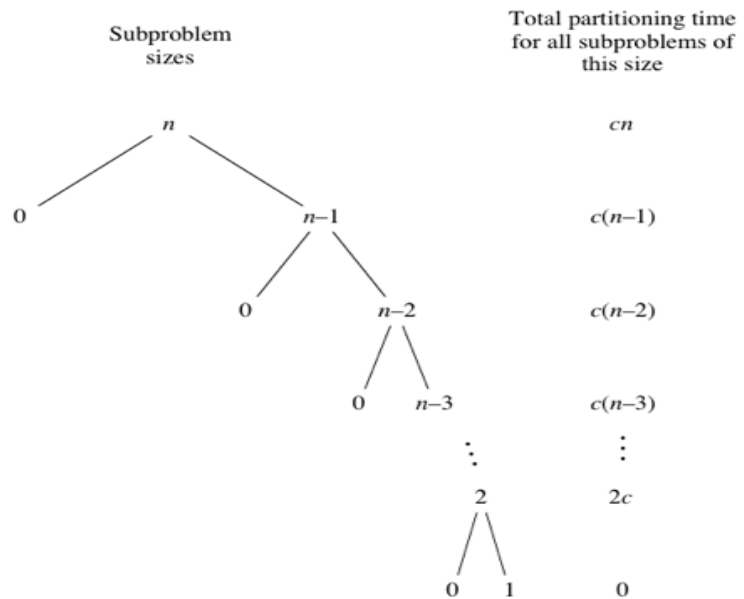 Subproblem
sizes
Total partitioning time
for all subproblems of
this size
n
cn
0
n–1
c(n–1)
0
n–2
c(n–2)
0
n–3
c(n–3)
2
2c
0
1
0